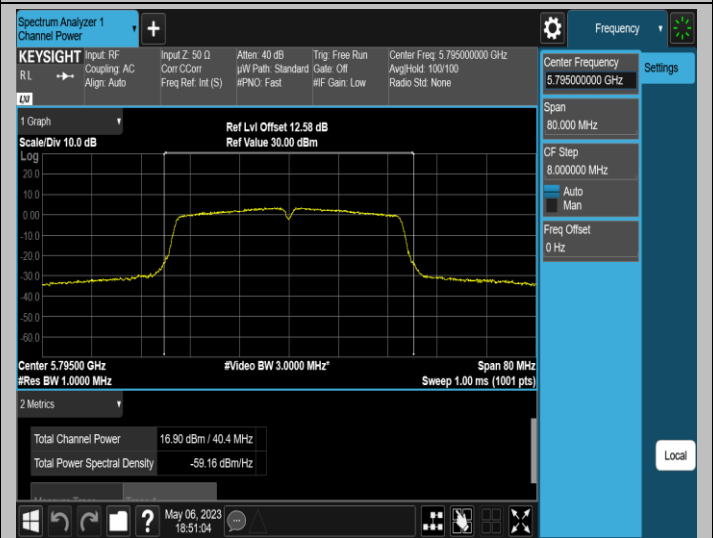 Spectrum Analyzer 1
Channel Power
+
Frequency
KEYSIGHT
RL
LXI
Input: RF
Coupling: AC
Align: Auto
Input Z: 50 Ω
Corr CCorr
Freq Ref: Int (S)
Atten: 40 dB
µW Path: Standard
#PNO: Fast
Trig: Free Run
Gate: Off
#IF Gain: Low
Center Freq: 5.795000000 GHz
Avg|Hold: 100/100
Radio Std: None
Center Frequency
5.795000000 GHz
Settings
Span
80.000 MHz
CF Step
8.000000 MHz
Auto
Man
Freq Offset
0 Hz
1 Graph
Scale/Div 10.0 dB
Ref Lvl Offset 12.58 dB
Ref Value 30.00 dBm
Log
20.0
10.0
0.00
-10.0
-20.0
-30.0
-40.0
-50.0
-60.0
Center 5.79500 GHz
#Video BW 3.0000 MHz*
Span 80 MHz
#Res BW 1.0000 MHz
Sweep 1.00 ms (1001 pts)
2 Metrics
Total Channel Power 16.90 dBm / 40.4 MHz
Total Power Spectral Density -59.16 dBm/Hz
Local
?
May 06, 2023
18:51:04